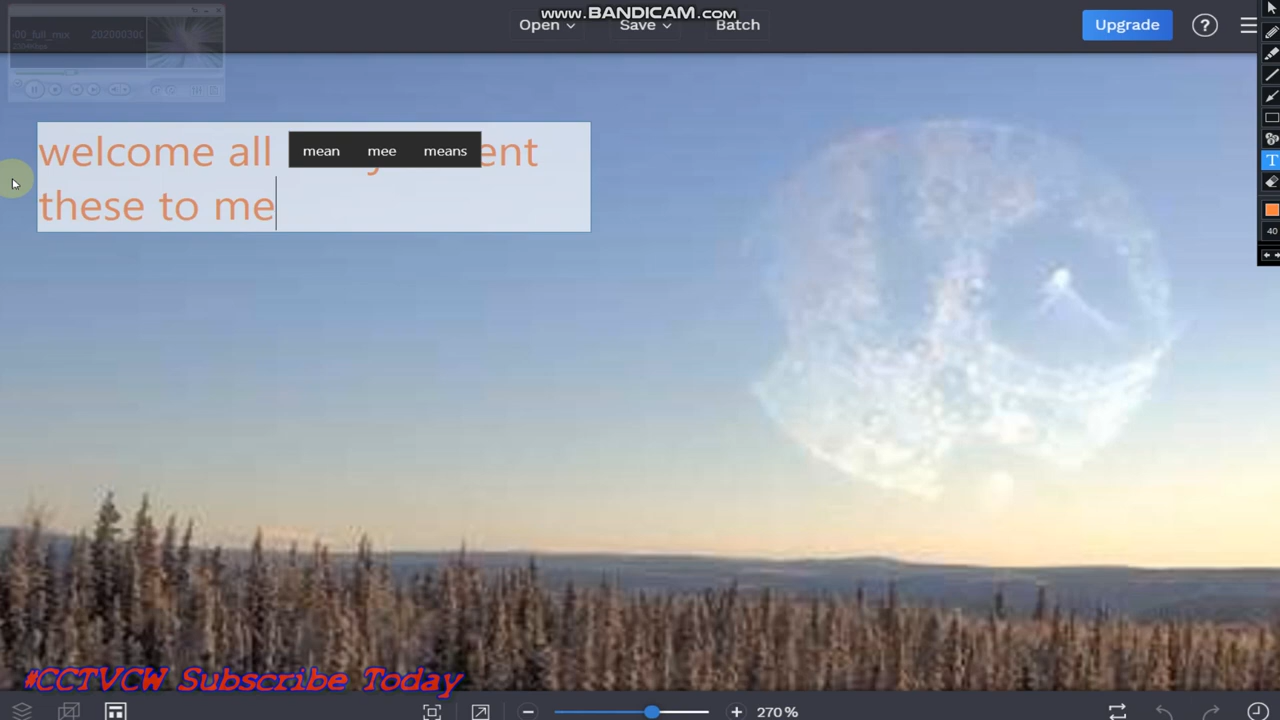 www.BANDICAM.com
Open Save Batch
Upgrade
welcome all ent
mean mee means
these to me
T
40
#CCTVCW Subscribe Today
270 %